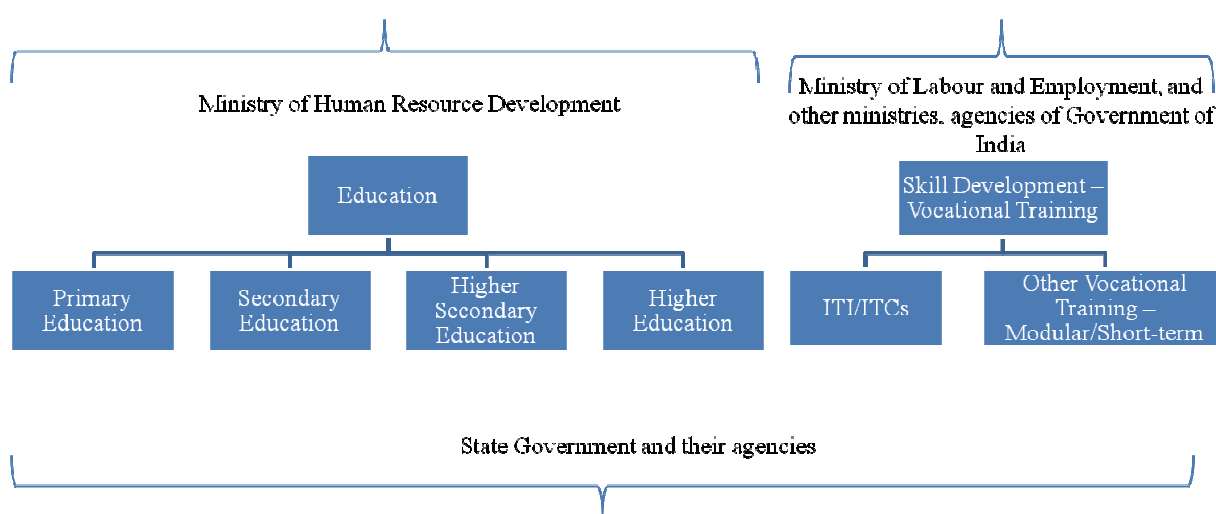 Ministry of Human Resource Development
Ministry of Labour and Employment, and
other ministries, agencies of Government of
India
Education
Skill Development –
Vocational Training
Primary
Education
Secondary
Education
Higher
Secondary
Education
Higher
Education
ITI/ITCs
Other Vocational
Training –
Modular/Short-term
State Government and their agencies